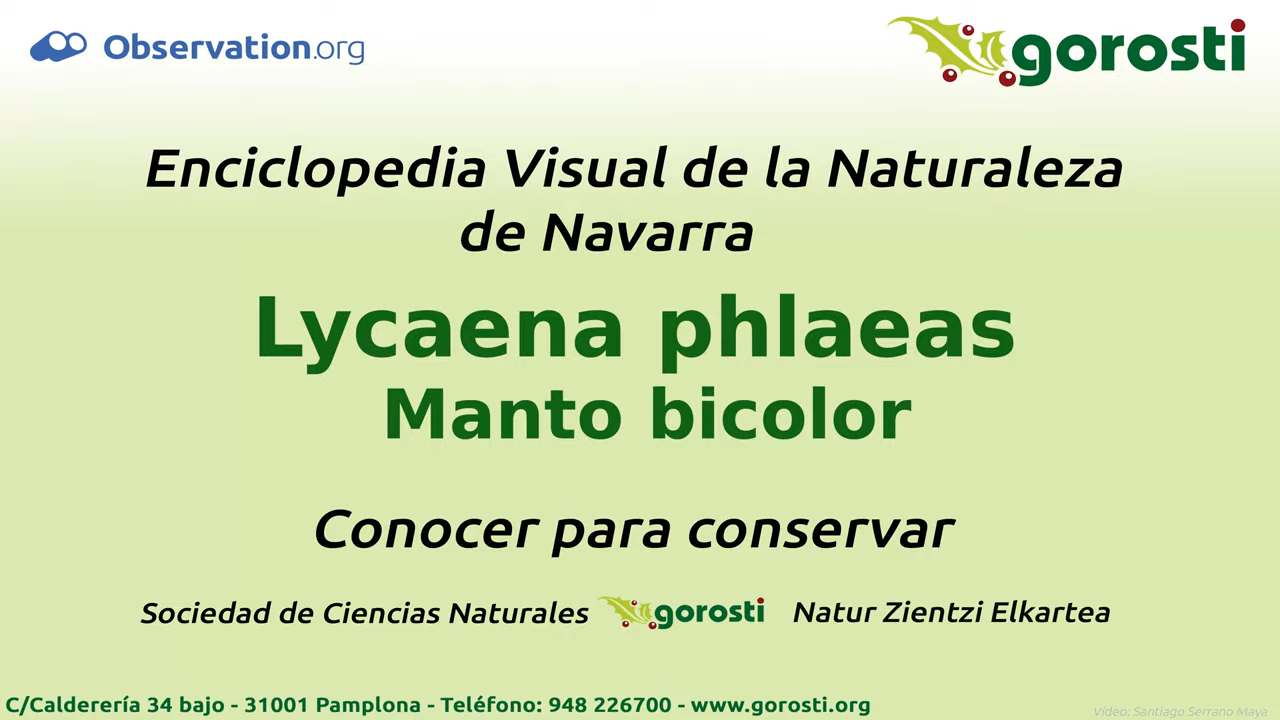 Observation.org
gorosti
Enciclopedia Visual de la Naturaleza
de Navarra
Lycaena phlaeas
Manto bicolor
Conocer para conservar
Sociedad de Ciencias Naturales gorosti Natur Zientzi Elkartea
C/Calderería 34 bajo - 31001 Pamplona - Teléfono: 948 226700 - www.gorosti.org
Vídeo: Santiago Serrano Maya